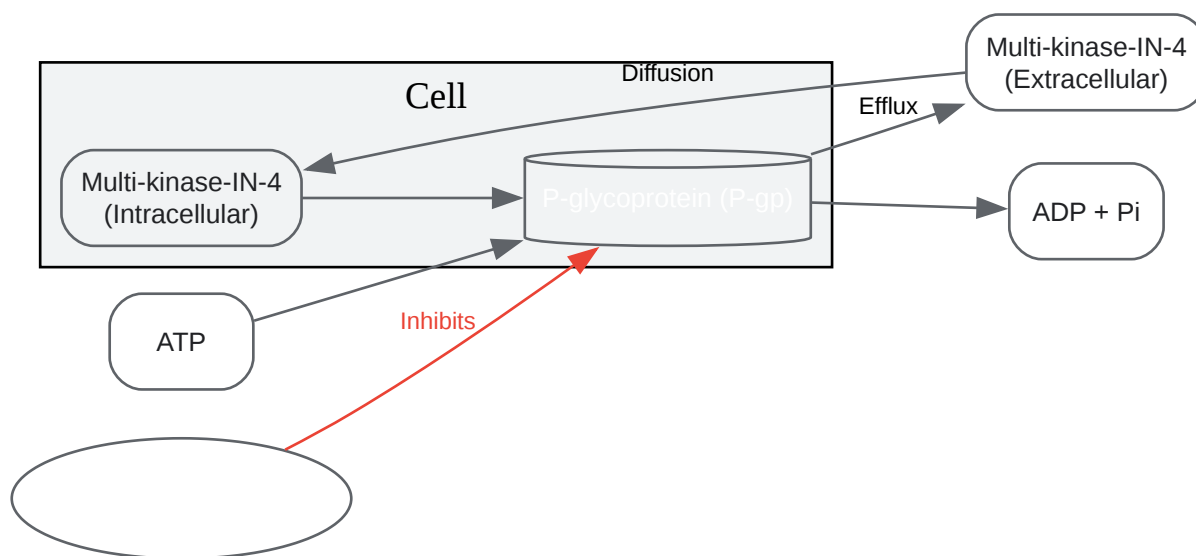 Multi-kinase-IN-4
(Extracellular)
Diffusion
Cell
Efflux
Multi-kinase-IN-4
(Intracellular)
P-glycoprotein (P-gp)
ADP + Pi
ATP
Inhibits